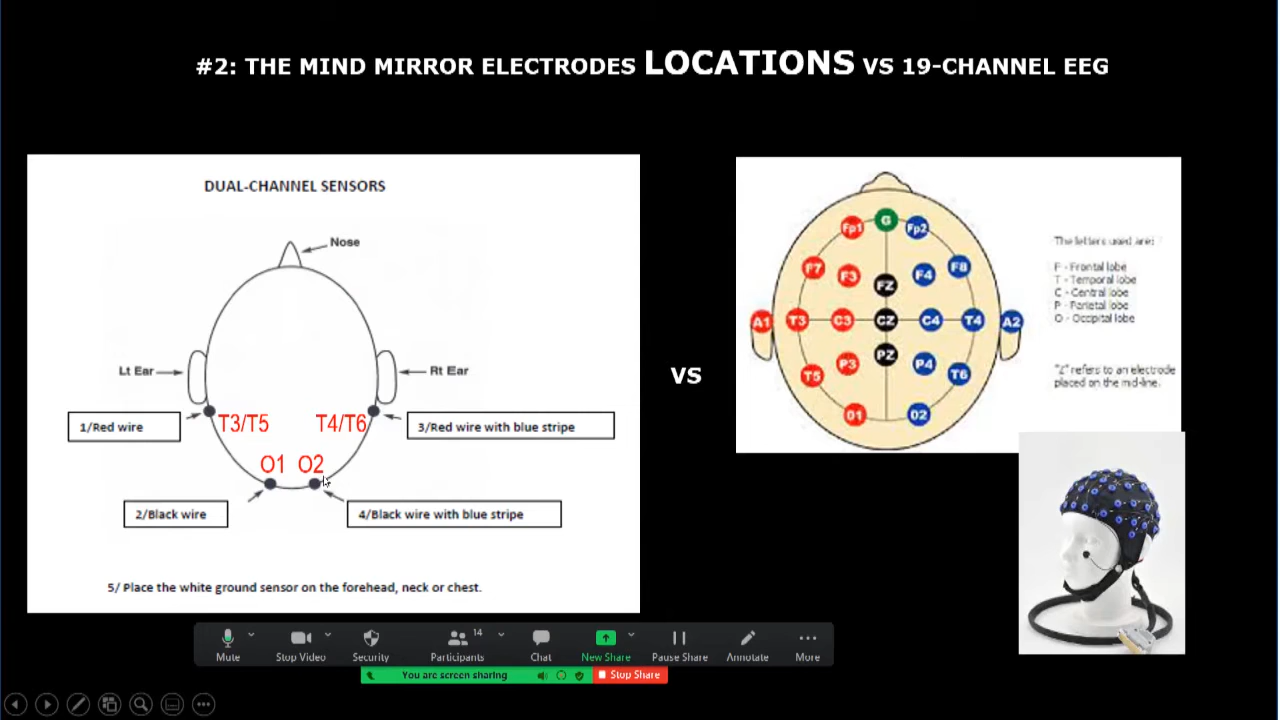 #2: THE MIND MIRROR ELECTRODES LOCATIONS VS 19-CHANNEL EEG
DUAL-CHANNEL SENSORS
Nose
Lt Ear
Rt Ear
1/Red wire
T3/T5
T4/T6
3/Red wire with blue stripe
O1 O2
2/Black wire
4/Black wire with blue stripe
5/ Place the white ground sensor on the forehead, neck or chest.
VS
Fp1 G Fp2
F7 F3 FZ F4 F8
A1 T3 C3 CZ C4 T4 A2
T5 P3 PZ P4 T6
O1 O2
The letters used are:
F - Frontal lobe
T - Temporal lobe
C - Central lobe
P - Parietal lobe
O - Occipital lobe
"Z" refers to an electrode
placed on the mid-line.
14
Mute Stop Video Security Participants Chat New Share Pause Share Annotate More
You are screen sharing
Stop Share